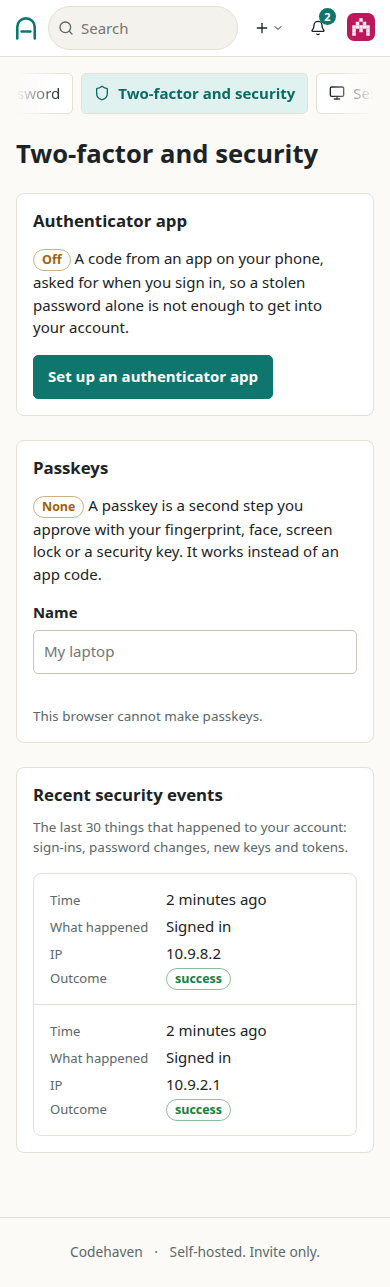 Search
2
sword
Two-factor and security
Se
Two-factor and security
Authenticator app
Off A code from an app on your phone,
asked for when you sign in, so a stolen
password alone is not enough to get into
your account.
Set up an authenticator app
Passkeys
None A passkey is a second step you
approve with your fingerprint, face, screen
lock or a security key. It works instead of an
app code.
Name
My laptop
This browser cannot make passkeys.
Recent security events
The last 30 things that happened to your account:
sign-ins, password changes, new keys and tokens.
Time 2 minutes ago
What happened Signed in
IP 10.9.8.2
Outcome success
Time 2 minutes ago
What happened Signed in
IP 10.9.2.1
Outcome success
Codehaven · Self-hosted. Invite only.